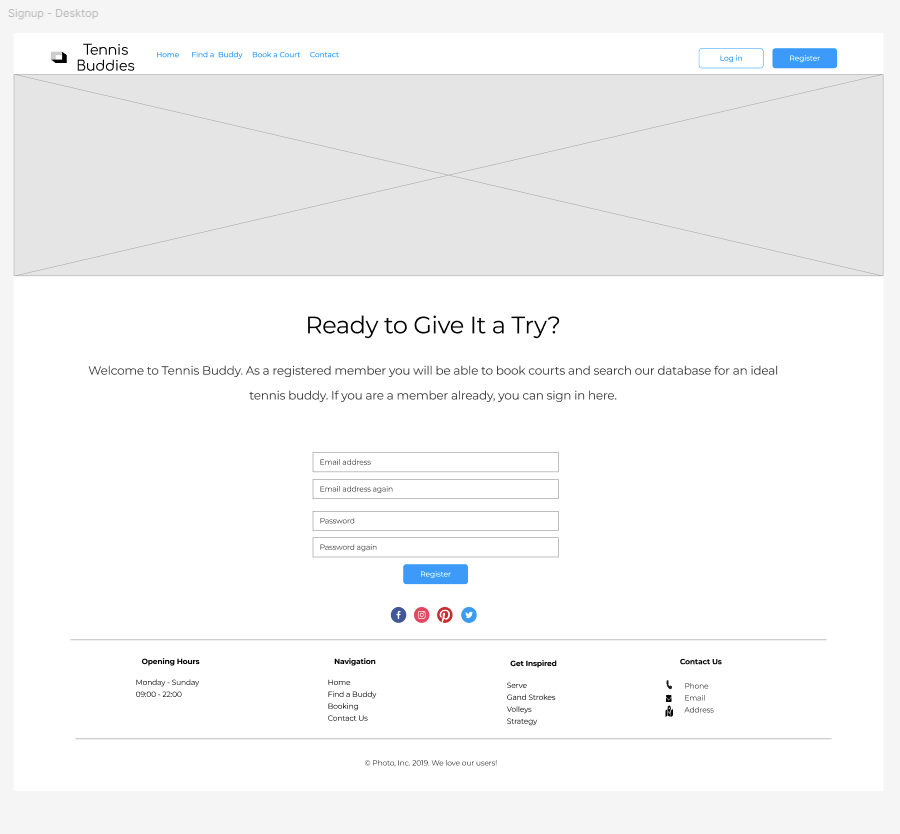 Signup - Desktop
Tennis
Buddies
Home
Find a Buddy
Book a Court
Contact
Log in
Register
Ready to Give It a Try?
Welcome to Tennis Buddy. As a registered member you will be able to book courts and search our database for an ideal
tennis buddy. If you are a member already, you can sign in here.
Email address
Email address again
Password
Password again
Register
Opening Hours
Monday - Sunday
09:00 - 22:00
Navigation
Home
Find a Buddy
Booking
Contact Us
Get Inspired
Serve
Gand Strokes
Volleys
Strategy
Contact Us
Phone
Email
Address
© Photo, Inc. 2019. We love our users!